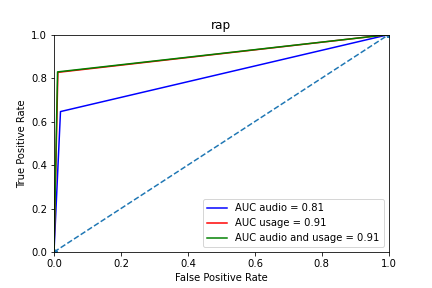 rap
1.0
0.8
0.6
0.4
0.2
0.0
True Positive Rate
AUC audio = 0.81
AUC usage = 0.91
AUC audio and usage = 0.91
0.0 0.2 0.4 0.6 0.8 1.0
False Positive Rate